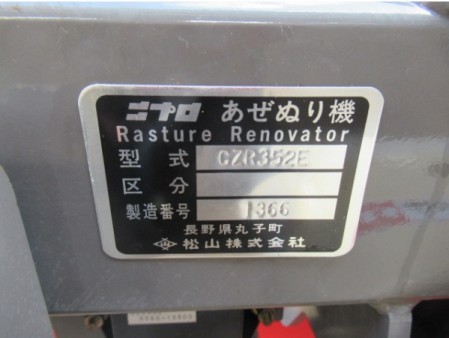 ニプロ あぜぬり機
Rasture Renovator
型式 CZR352E
区分
製造番号 1366
長野県丸子町
松山株式会社